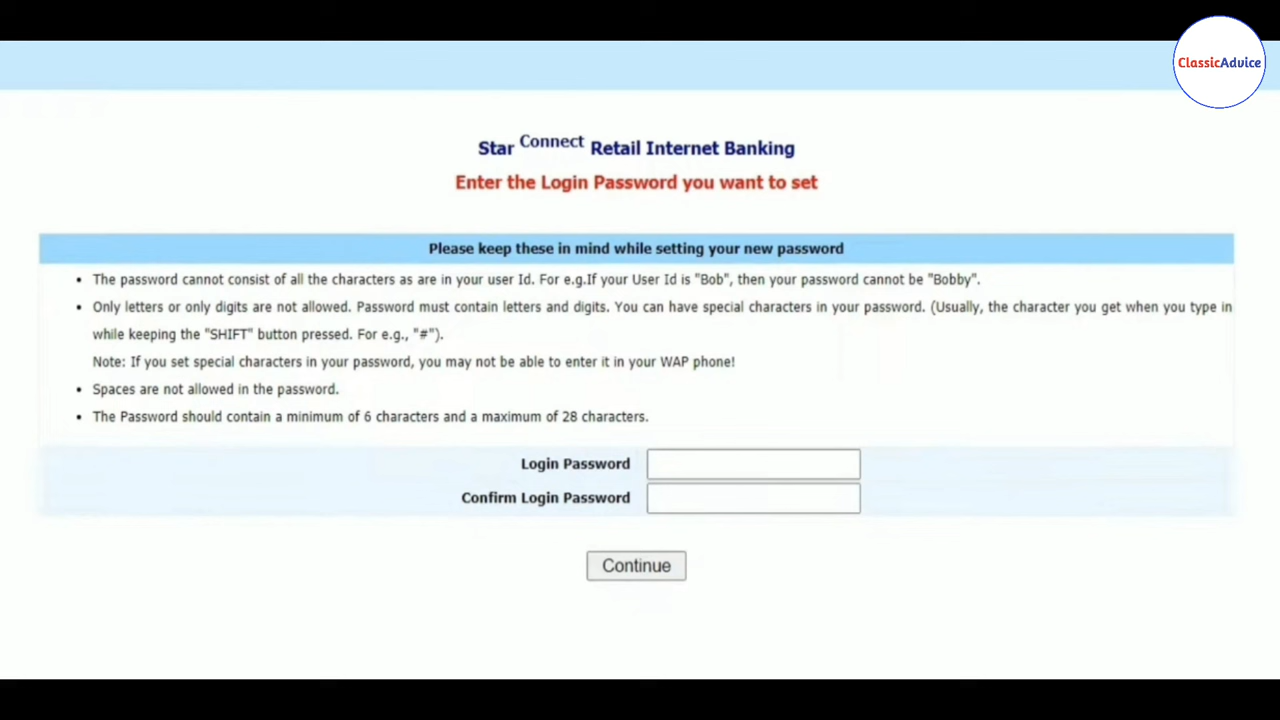 ClassicAdvice
Star Connect Retail Internet Banking
Enter the Login Password you want to set
Please keep these in mind while setting your new password
• The password cannot consist of all the characters as are in your user Id. For e.g.If your User Id is "Bob", then your password cannot be "Bobby".
• Only letters or only digits are not allowed. Password must contain letters and digits. You can have special characters in your password. (Usually, the character you get when you type in
while keeping the "SHIFT" button pressed. For e.g., "#").
Note: If you set special characters in your password, you may not be able to enter it in your WAP phone!
• Spaces are not allowed in the password.
• The Password should contain a minimum of 6 characters and a maximum of 28 characters.
Login Password
Confirm Login Password
Continue